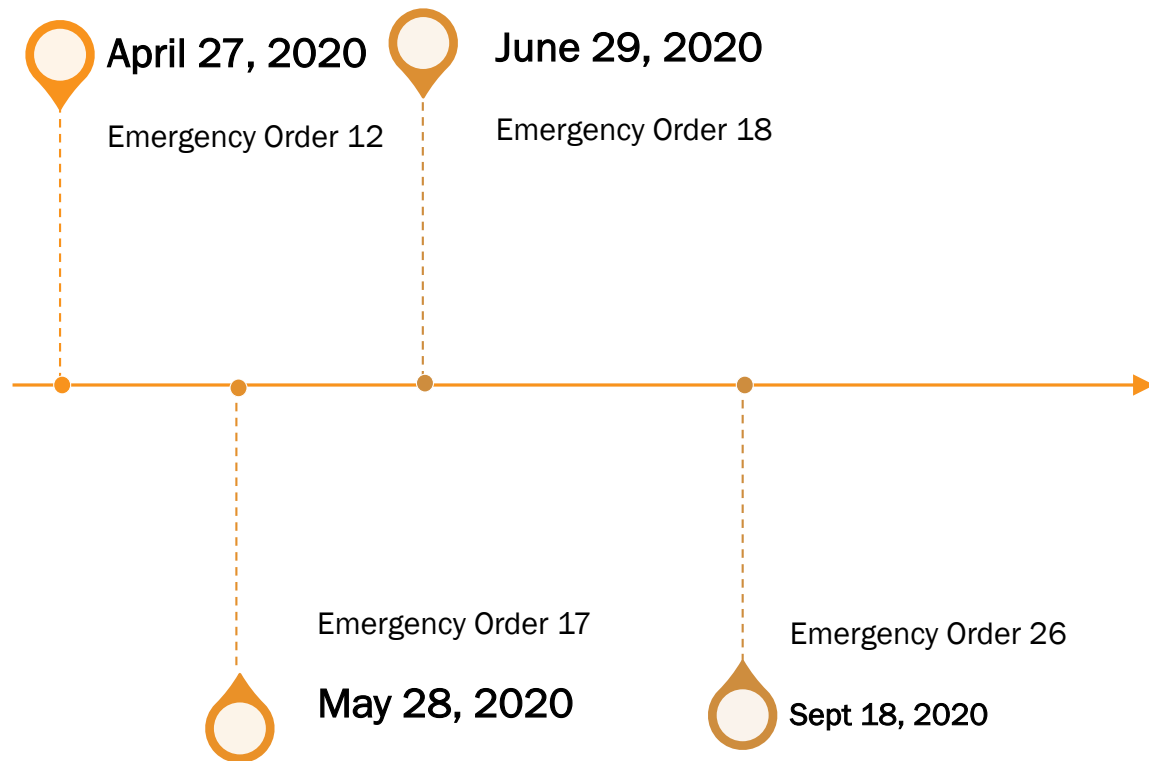 April 27, 2020
Emergency Order 12
June 29, 2020
Emergency Order 18
Emergency Order 17
May 28, 2020
Emergency Order 26
Sept 18, 2020